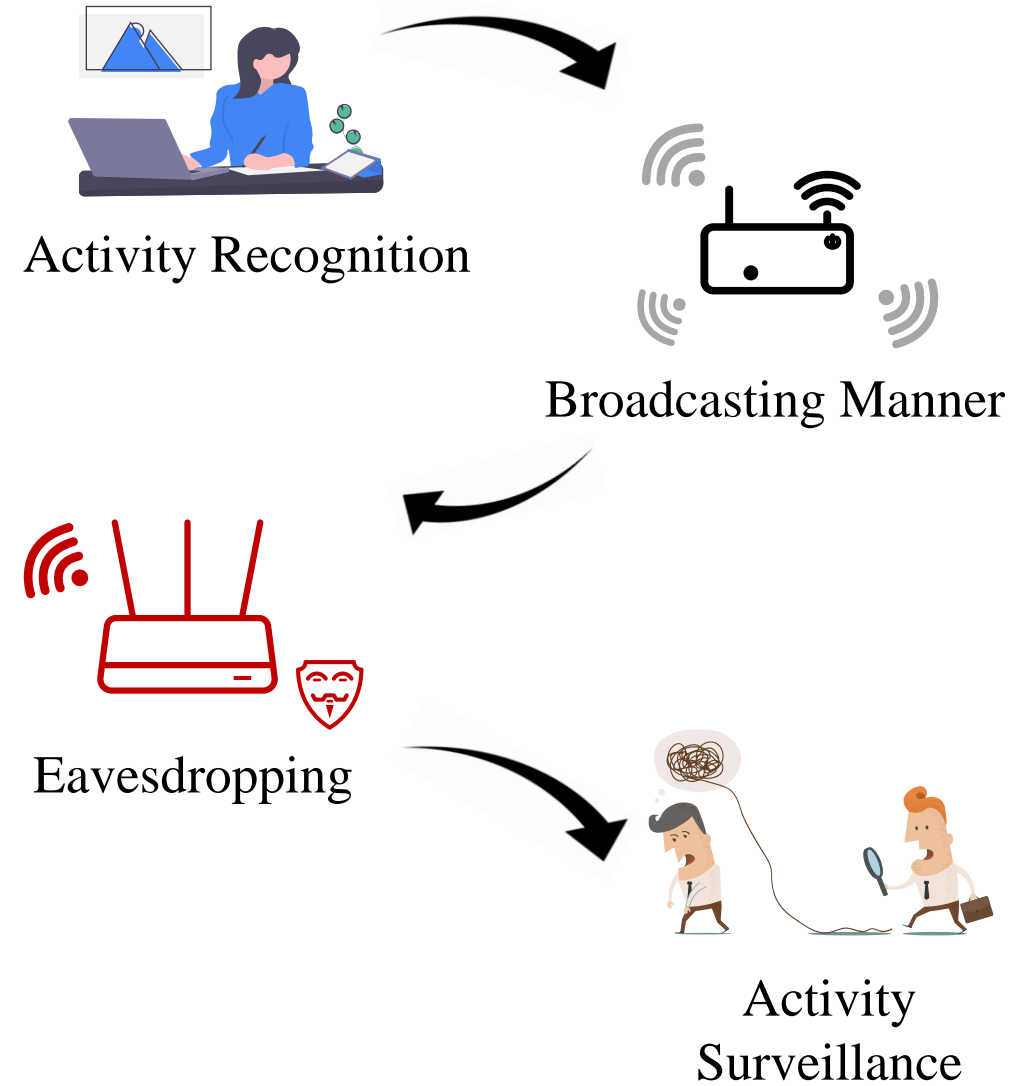 Activity Recognition
Broadcasting Manner
Eavesdropping
Activity
Surveillance